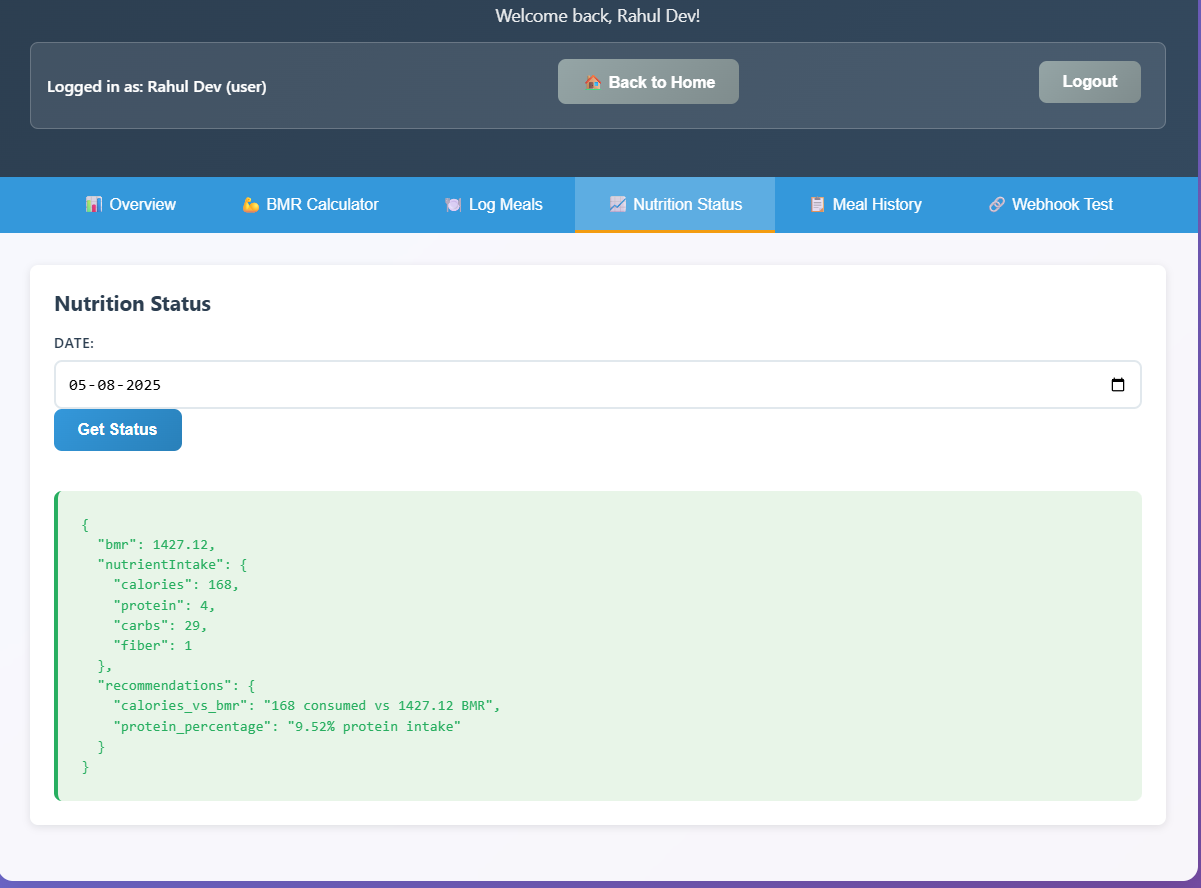 Welcome back, Rahul Dev!
Logged in as: Rahul Dev (user)
🏠 Back to Home
Logout
📊 Overview
💪 BMR Calculator
🍽️ Log Meals
📈 Nutrition Status
📋 Meal History
🔗 Webhook Test
Nutrition Status
DATE:
05-08-2025
Get Status
{
  "bmr": 1427.12,
  "nutrientIntake": {
    "calories": 168,
    "protein": 4,
    "carbs": 29,
    "fiber": 1
  },
  "recommendations": {
    "calories_vs_bmr": "168 consumed vs 1427.12 BMR",
    "protein_percentage": "9.52% protein intake"
  }
}